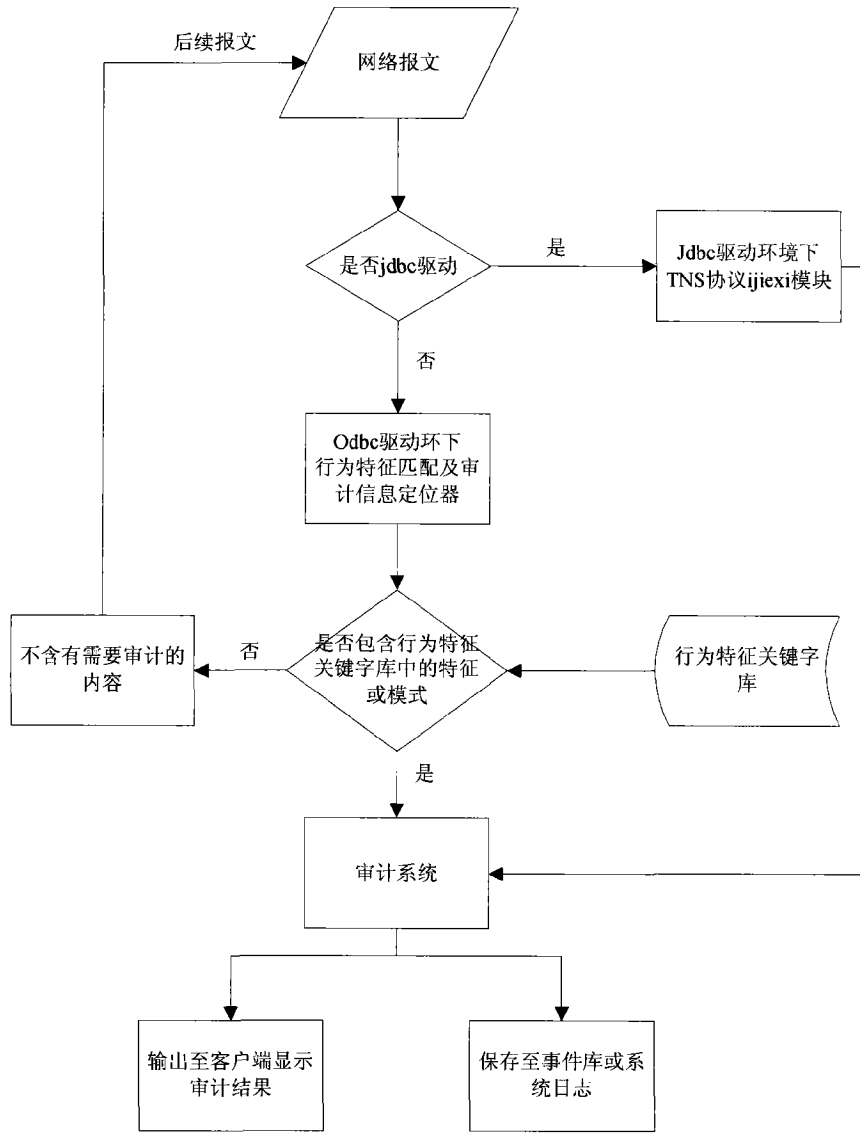 后续报文
网络报文
是否jdbc驱动
是
Jdbc驱动环境下
TNS协议ijiexi模块
否
Odbc驱动环下
行为特征匹配及审
计信息定位器
不含有需要审计的
内容
否
是否包含行为特征
关键字库中的特征
或模式
行为特征关键字
库
是
审计系统
输出至客户端显示
审计结果
保存至事件库或系
统日志